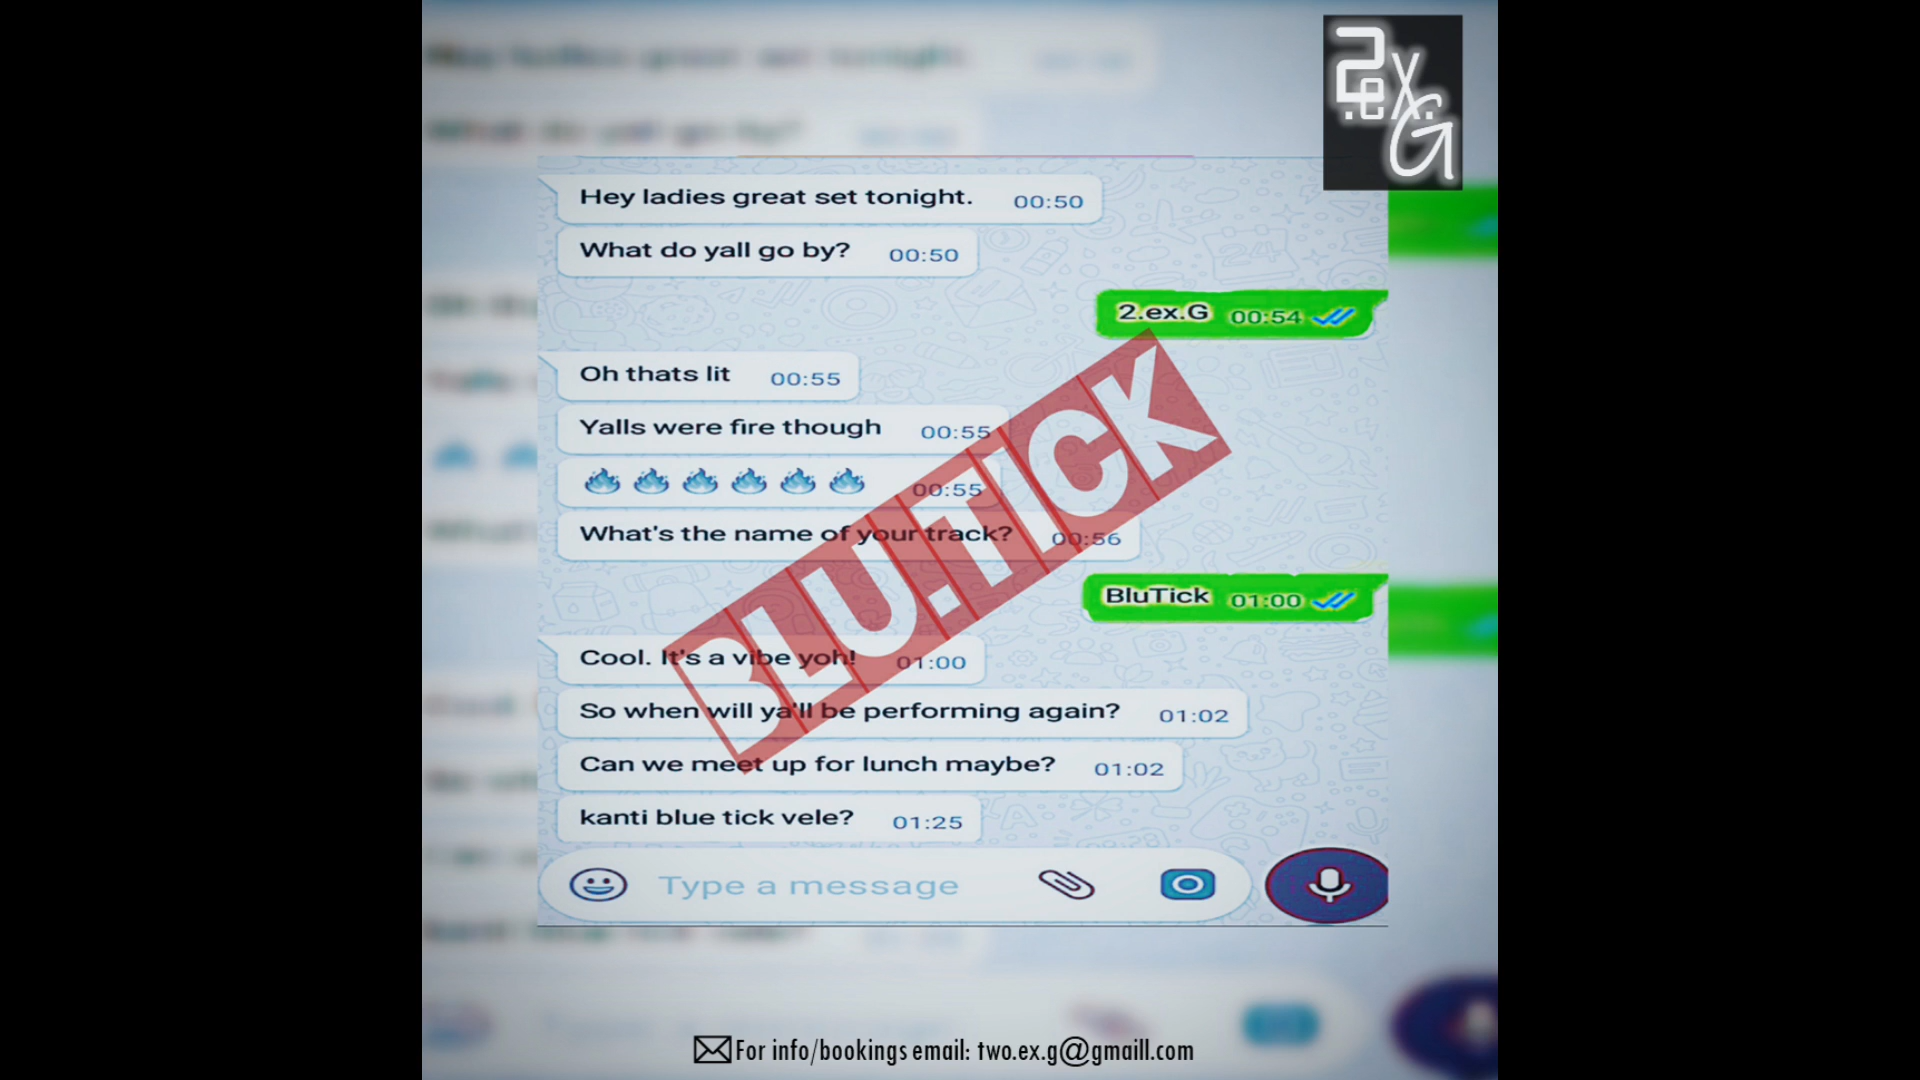 2.ex.G
Hey ladies great set tonight. 00:50
What do yall go by? 00:50
2.ex.G 00:54
Oh thats lit 00:55
Yalls were fire though 00:55
00:55
What's the name of your track? 00:56
BluTick 01:00
Cool. It's a vibe yoh! 01:00
So when will ya'll be performing again? 01:02
Can we meet up for lunch maybe? 01:02
kanti blue tick vele? 01:25
BLU.TICK
Type a message
For info/bookings email: two.ex.g@gmaill.com